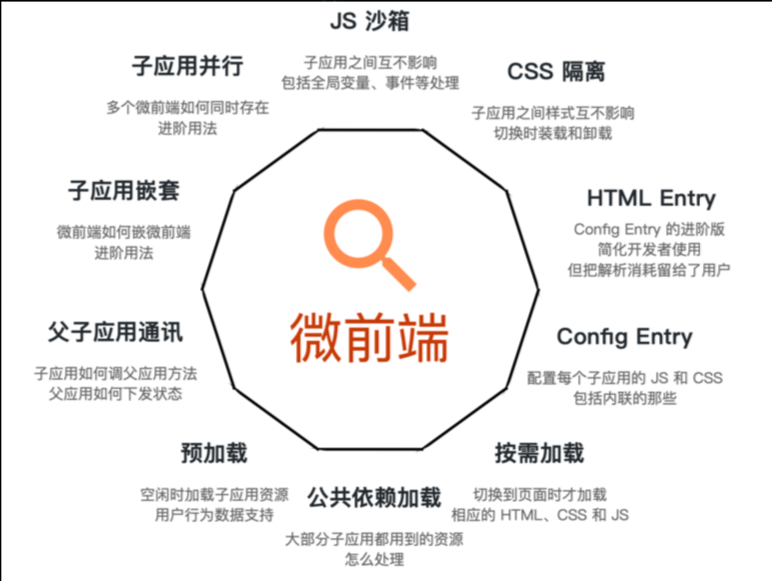 JS 沙箱
子应用之间互不影响
包括全局变量、事件等处理
子应用并行
多个微前端如何同时存在
进阶用法
CSS 隔离
子应用之间样式互不影响
切换时装载和卸载
子应用嵌套
微前端如何嵌微前端
进阶用法
HTML Entry
Config Entry 的进阶版
简化开发者使用
但把解析消耗留给了用户
微前端
父子应用通讯
子应用如何调父应用方法
父应用如何下发状态
Config Entry
配置每个子应用的 JS 和 CSS
包括内联的那些
预加载
空闲时加载子应用资源
用户行为数据支持
公共依赖加载
大部分子应用都用到的资源
怎么处理
按需加载
切换到页面时才加载
相应的 HTML、CSS 和 JS